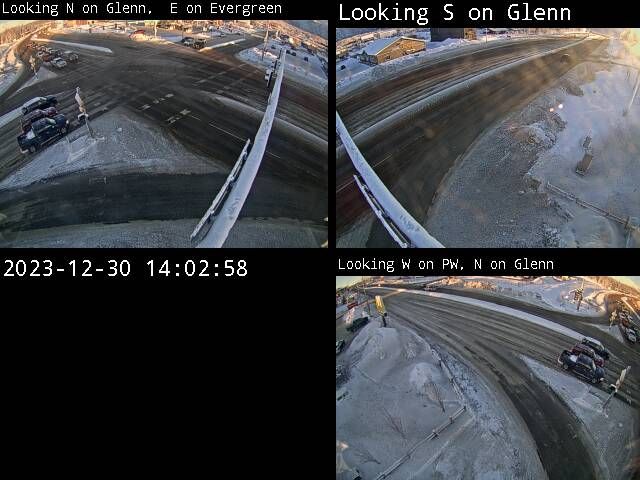 Looking N on Glenn,  E on Evergreen
Looking S on Glenn
2023-12-30 14:02:58
Looking W on PW, N on Glenn